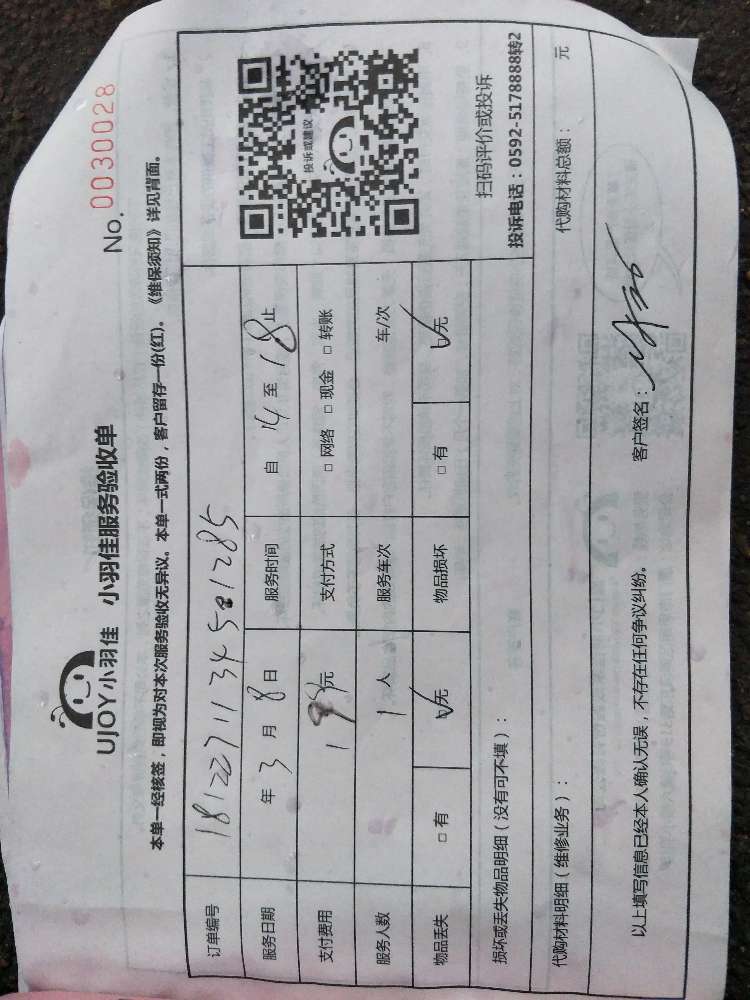 UJOY小羽佳 小羽佳服务验收单
No. 0030028
本单一经核签，即视为对本次服务验收无异议。本单一式两份，客户留存一份(红)。《维保须知》详见背面。
订单编号 181227113458
服务日期 年 3 月 8 日 服务时间 自 14 至 18 止
支付费用 元 支付方式 □ 网络 □ 现金 □ 转账
服务人数 1 人 服务车次 车/次
物品丢失 □ 有 无 物品损坏 □ 有 无
投诉或建议
扫码评价或投诉
投诉电话：0592-5178888转2
损坏或丢失物品明细（没有可不填）：
代购材料明细（维修业务）： 代购材料总额： 元
以上填写信息已经本人确认无误，不存在任何争议纠纷。 客户签名：